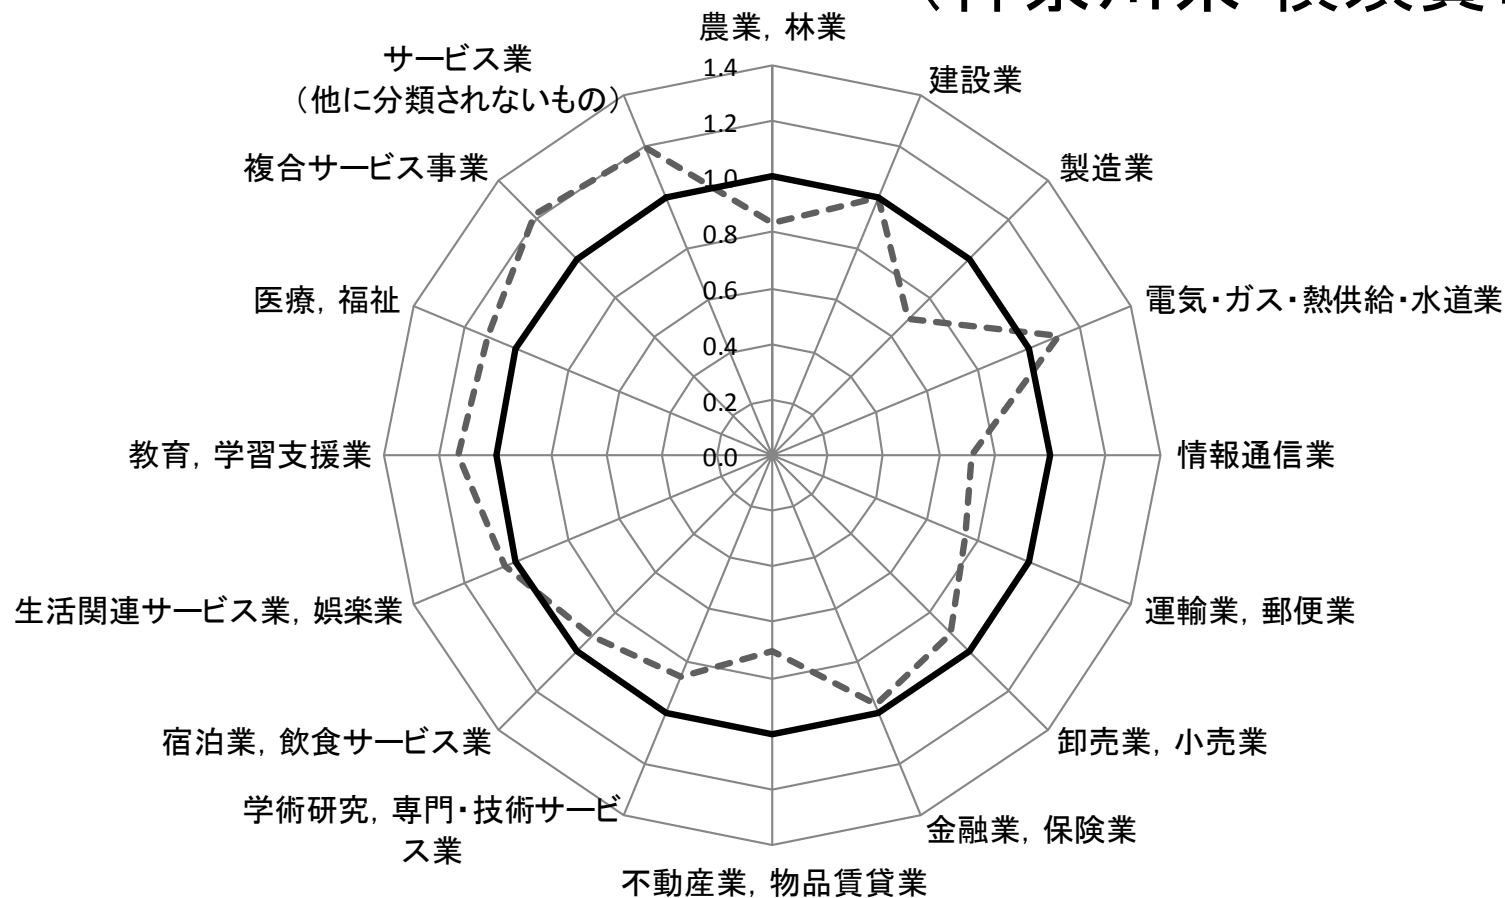 農業, 林業
サービス業
（他に分類されないもの）
1.4
建設業
1.2
複合サービス事業
1.0
製造業
0.8
医療, 福祉
0.6
電気・ガス・熱供給・水道業
0.4
0.2
教育, 学習支援業
0.0
情報通信業
生活関連サービス業, 娯楽業
運輸業, 郵便業
宿泊業, 飲食サービス業
卸売業, 小売業
学術研究, 専門・技術サービ
ス業
金融業, 保険業
不動産業, 物品賃貸業